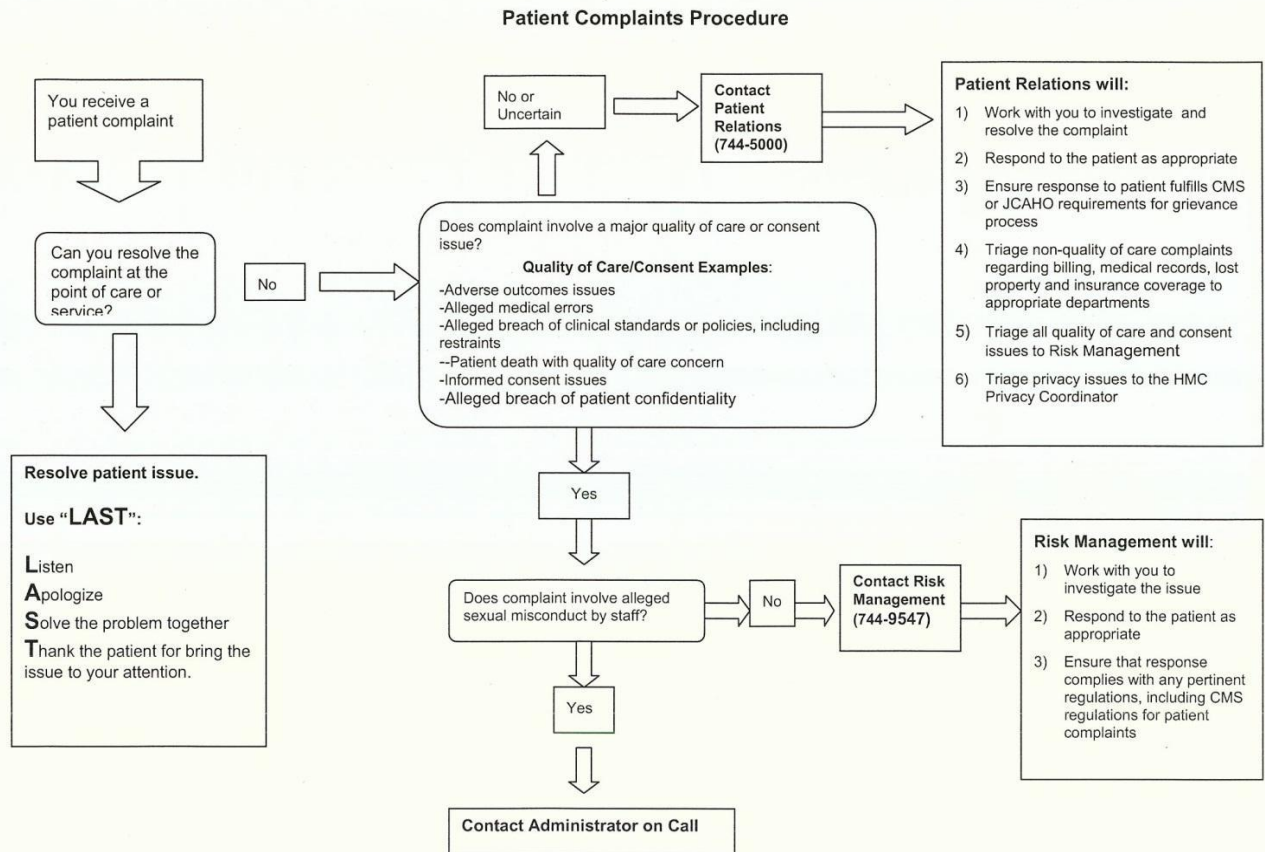 Patient Complaints Procedure
You receive a
patient complaint
Can you resolve the
complaint at the
point of care or
service?
No
Resolve patient issue.
Use “LAST”:
Listen
Apologize
Solve the problem together
Thank the patient for bring the
issue to your attention.
No or
Uncertain
Contact
Patient
Relations
(744-5000)
Patient Relations will:
1) Work with you to investigate and
resolve the complaint
2) Respond to the patient as appropriate
3) Ensure response to patient fulfills CMS
or JCAHO requirements for grievance
process
4) Triage non-quality of care complaints
regarding billing, medical records, lost
property and insurance coverage to
appropriate departments
5) Triage all quality of care and consent
issues to Risk Management
6) Triage privacy issues to the HMC
Privacy Coordinator
Does complaint involve a major quality of care or consent
issue?
Quality of Care/Consent Examples:
-Adverse outcomes issues
-Alleged medical errors
-Alleged breach of clinical standards or policies, including
restraints
--Patient death with quality of care concern
-Informed consent issues
-Alleged breach of patient confidentiality
Yes
Does complaint involve alleged
sexual misconduct by staff?
No
Contact Risk
Management
(744-9547)
Risk Management will:
1) Work with you to
investigate the issue
2) Respond to the patient as
appropriate
3) Ensure that response
complies with any pertinent
regulations, including CMS
regulations for patient
complaints
Yes
Contact Administrator on Call